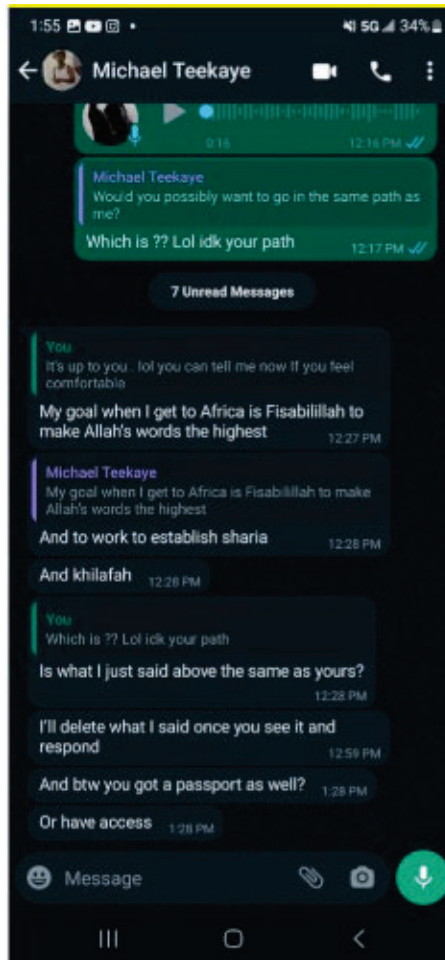 1:55
5G 34%
Michael Teekaye
0:16 12:16 PM
Michael Teekaye
Would you possibly want to go in the same path as
me?
Which is ?? Lol idk your path 12:17 PM
7 Unread Messages
You
It's up to you.. lol you can tell me now If you feel
comfortable
My goal when I get to Africa is Fisabilillah to
make Allah's words the highest 12:27 PM
Michael Teekaye
My goal when I get to Africa is Fisabilillah to make
Allah's words the highest
And to work to establish sharia 12:28 PM
And khilafah 12:28 PM
You
Which is ?? Lol idk your path
Is what I just said above the same as yours?
12:28 PM
I'll delete what I said once you see it and
respond 12:59 PM
And btw you got a passport as well? 1:28 PM
Or have access 1:28 PM
Message